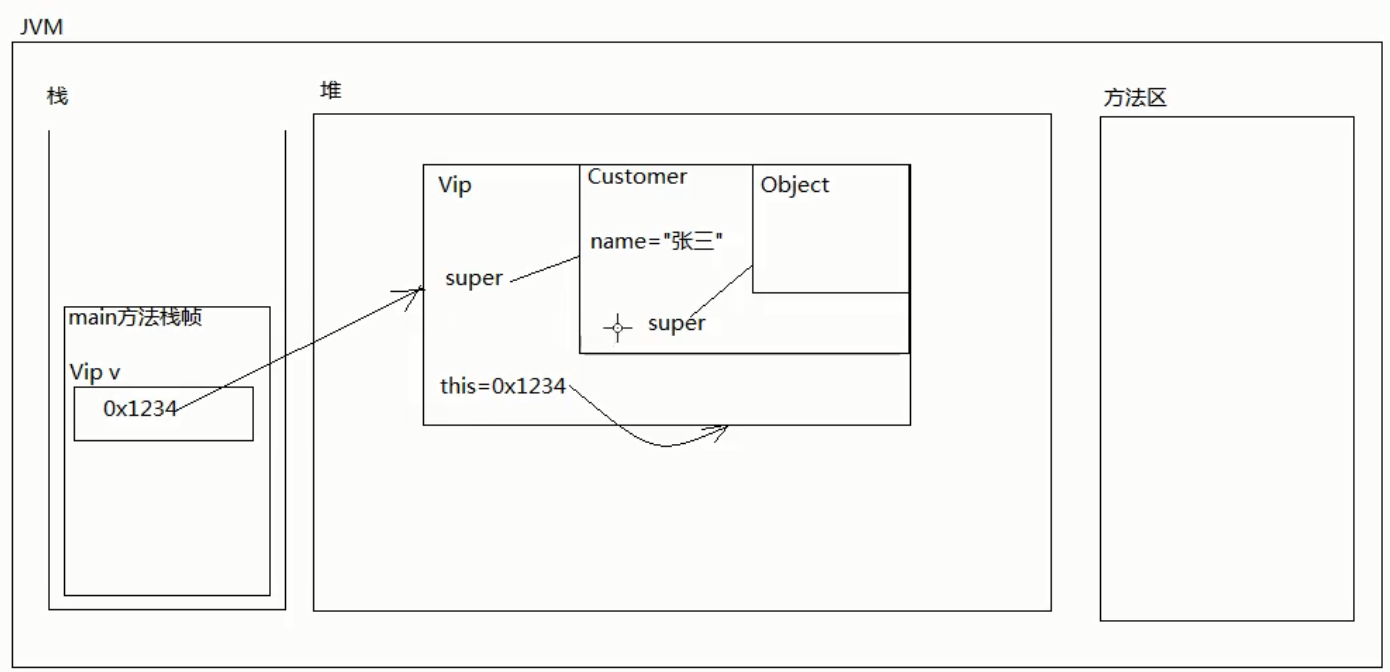 JVM
栈
堆
方法区
main方法栈帧
Vip v
0x1234
Vip
super
this=0x1234
Customer
name="张三"
super
Object